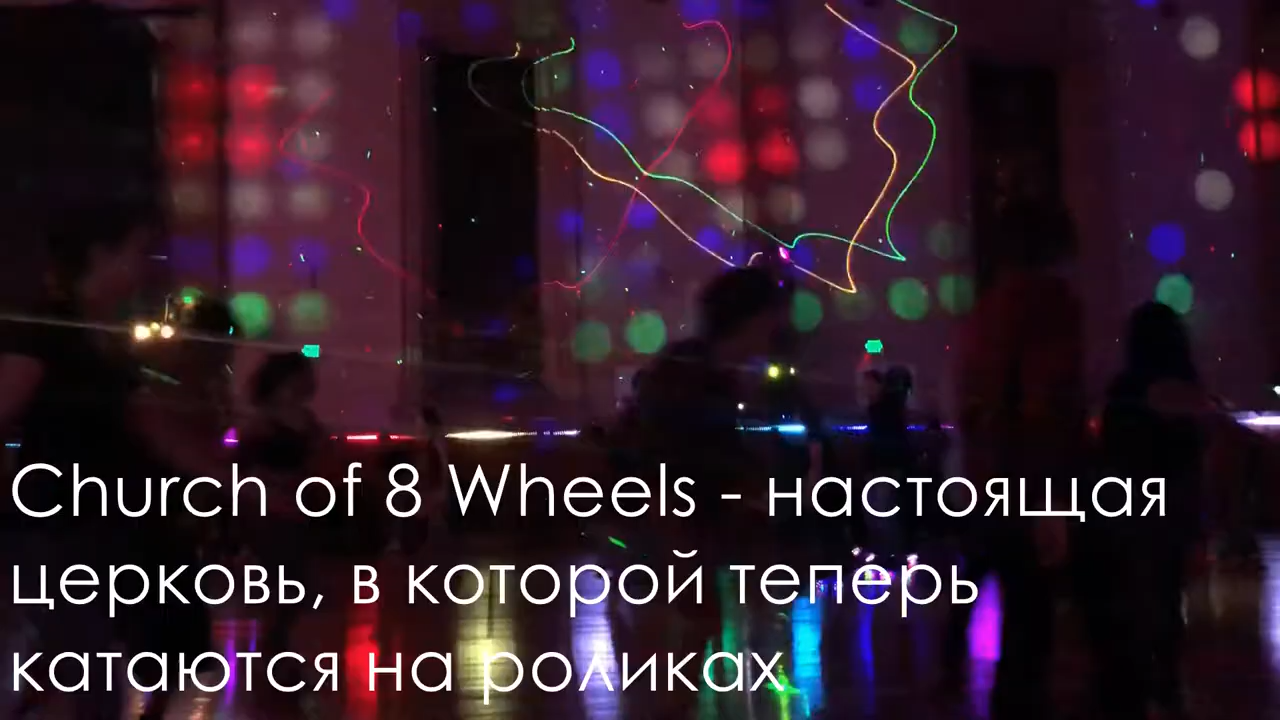 Church of 8 Wheels - настоящая
церковь, в которой теперь
катаются на роликах